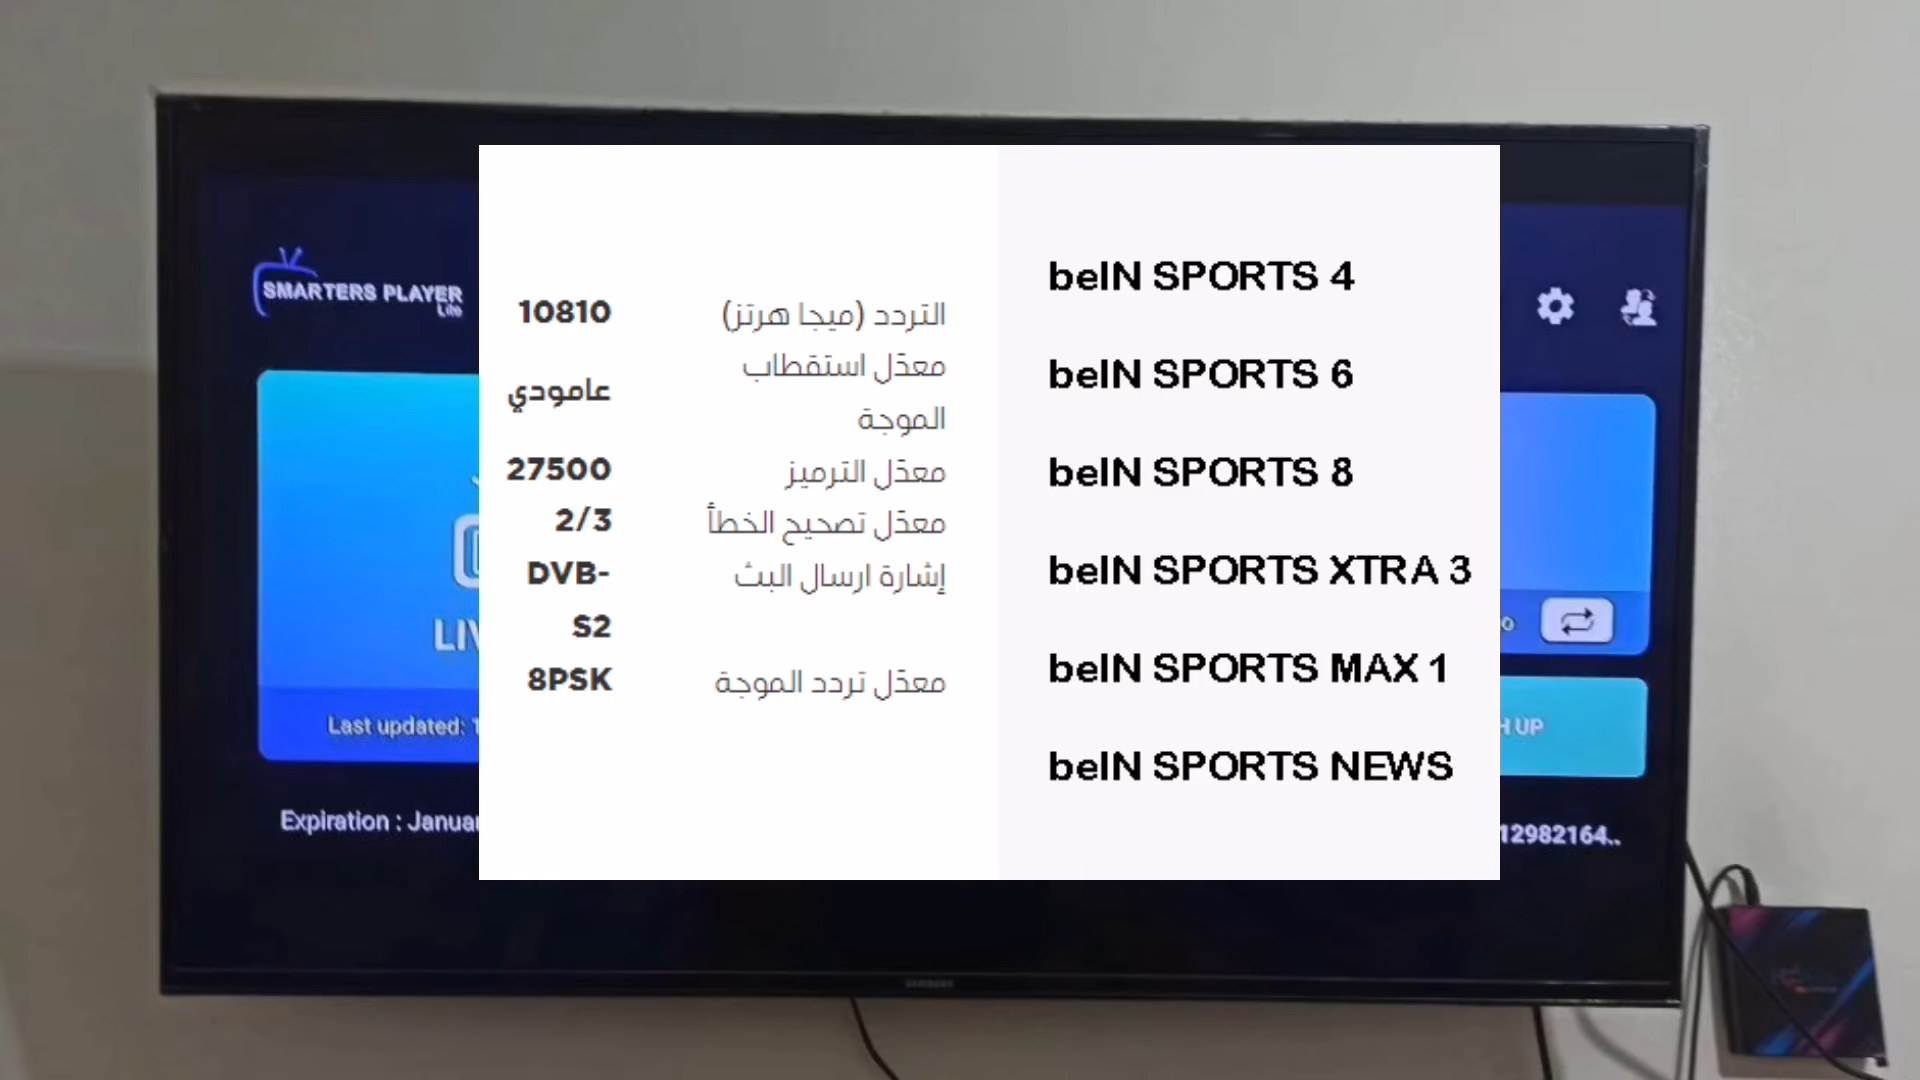 SMARTERS PLAYER
Lite
LIV
Last updated: 1
Expiration : Januar
التردد (ميجا هرتز) 10810
معدّل استقطاب
الموجة عامودي
معدّل الترميز 27500
معدّل تصحيح الخطأ 2/3
إشارة ارسال البث DVB-
S2
معدّل تردد الموجة 8PSK
beIN SPORTS 4
beIN SPORTS 6
beIN SPORTS 8
beIN SPORTS XTRA 3
beIN SPORTS MAX 1
beIN SPORTS NEWS
H UP
12982164..
SAMSUNG